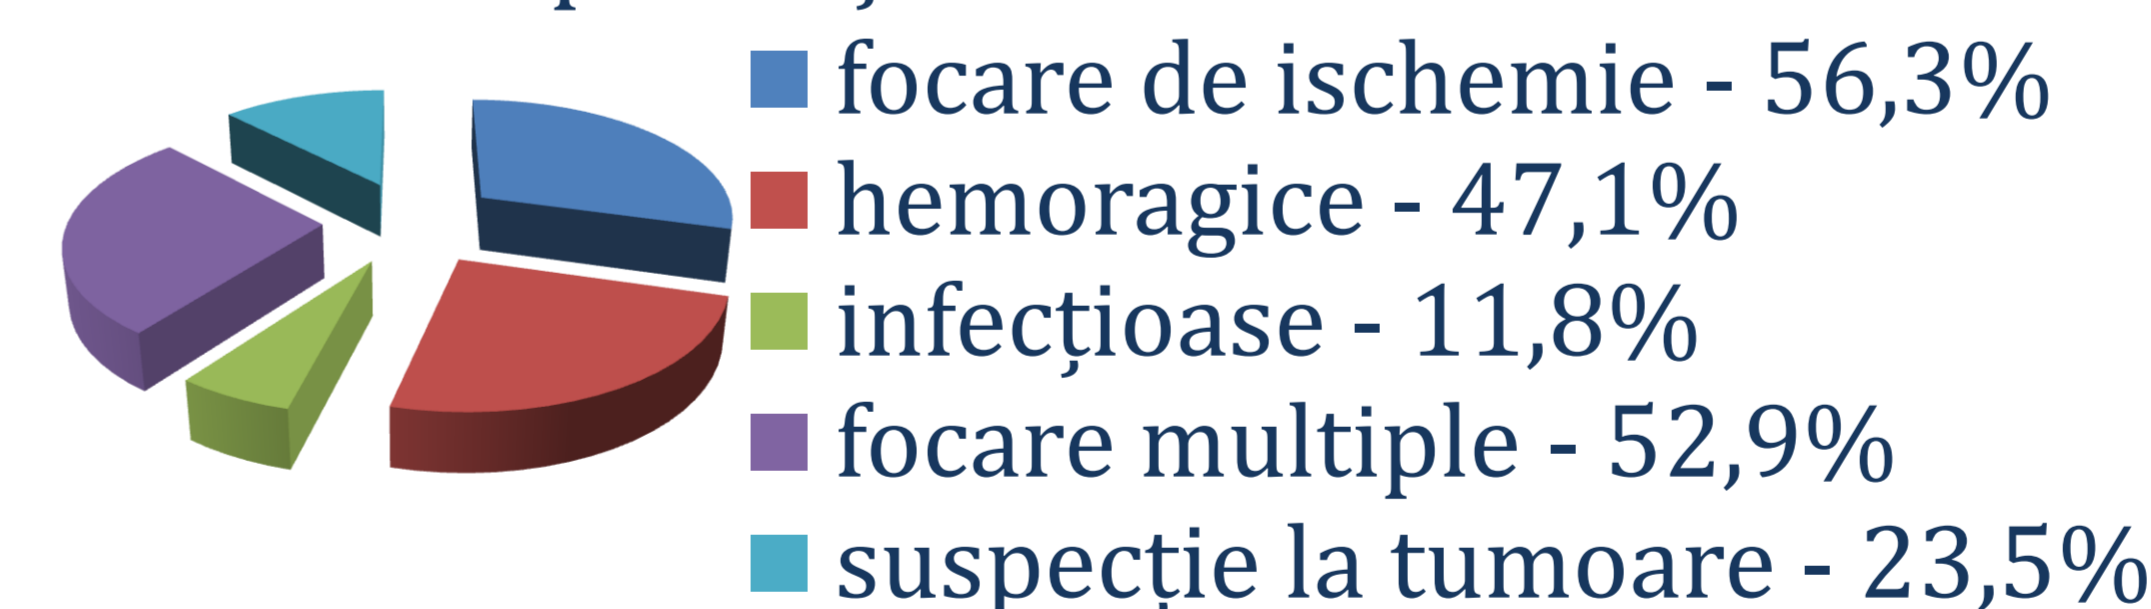 focare de ischemie - 56,3%
hemoragice - 47,1%
infecțioase - 11,8%
focare multiple - 52,9%
suspecție la tumoare - 23,5%